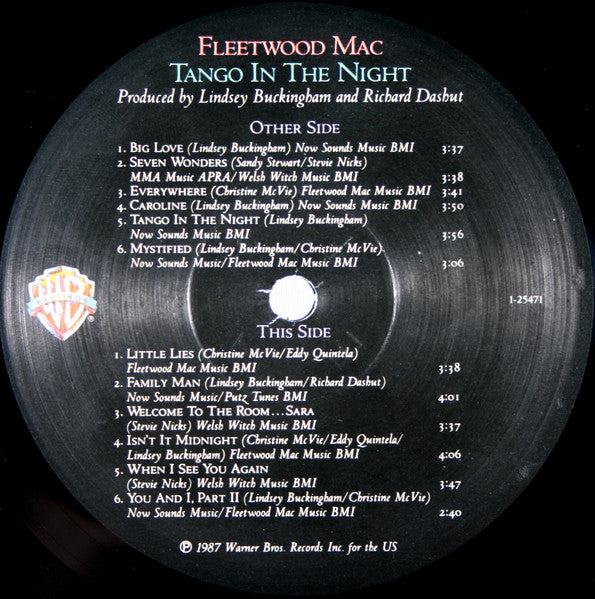 FLEETWOOD MAC
TANGO IN THE NIGHT
Produced by Lindsey Buckingham and Richard Dashut
OTHER SIDE
1. BIG LOVE (Lindsey Buckingham) Now Sounds Music BMI 3:37
2. SEVEN WONDERS (Sandy Stewart/Stevie Nicks)
MMA Music APRA/Welsh Witch Music BMI 3:38
3. EVERYWHERE (Christine McVie) Fleetwood Mac Music BMI 3:41
4. CAROLINE (Lindsey Buckingham) Now Sounds Music BMI 3:50
5. TANGO IN THE NIGHT (Lindsey Buckingham)
Now Sounds Music BMI 3:56
6. MYSTIFIED (Lindsey Buckingham/Christine McVie)
Now Sounds Music/Fleetwood Mac Music BMI 3:06
WB
RECORDS
®
1-25471
THIS SIDE
1. LITTLE LIES (Christine McVie/Eddy Quintela)
Fleetwood Mac Music BMI 3:38
2. FAMILY MAN (Lindsey Buckingham/Richard Dashut)
Now Sounds Music/Putz Tunes BMI 4:01
3. WELCOME TO THE ROOM...SARA
(Stevie Nicks) Welsh Witch Music BMI 3:37
4. ISN'T IT MIDNIGHT (Christine McVie/Eddy Quintela/
Lindsey Buckingham) Fleetwood Mac Music BMI 4:06
5. WHEN I SEE YOU AGAIN
(Stevie Nicks) Welsh Witch Music BMI 3:47
6. YOU AND I, PART II (Lindsey Buckingham/Christine McVie)
Now Sounds Music/Fleetwood Mac Music BMI 2:40
℗ 1987 Warner Bros. Records Inc. for the US